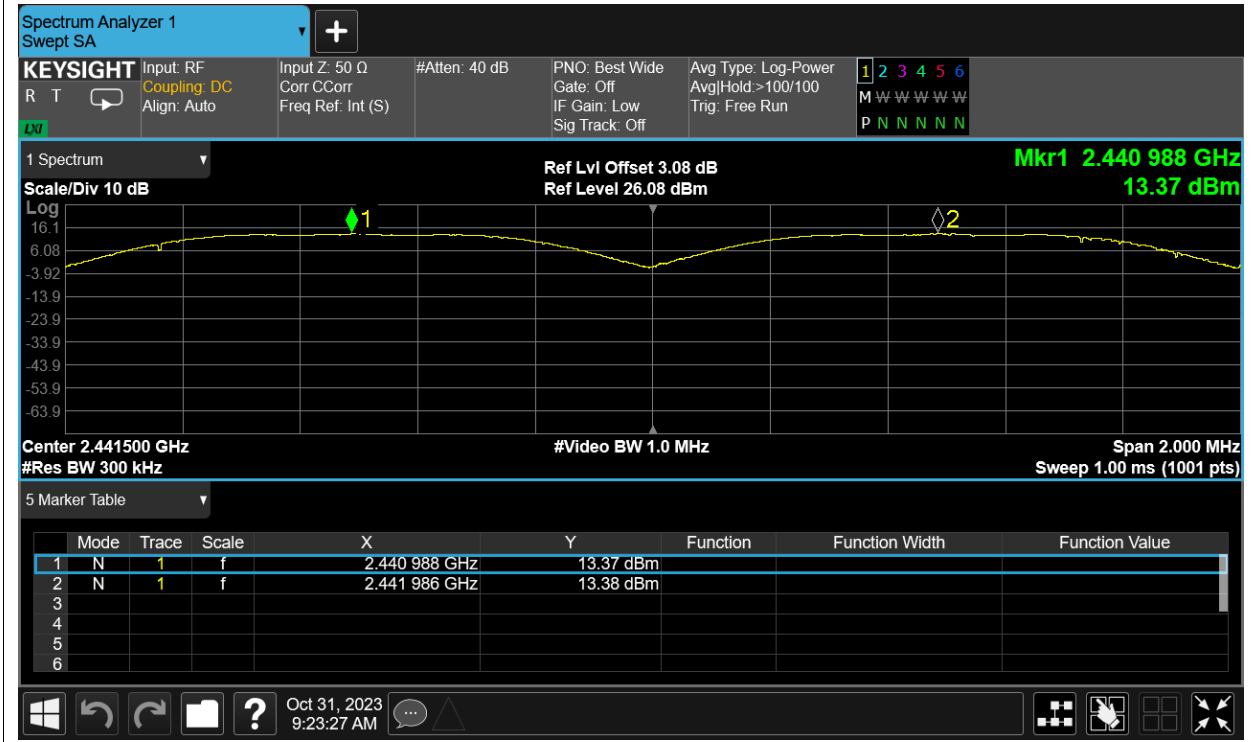 Spectrum Analyzer 1
Swept SA
+
KEYSIGHT
R T
LXI
Input: RF
Coupling: DC
Align: Auto
Input Z: 50 Ω
Corr CCorr
Freq Ref: Int (S)
#Atten: 40 dB
PNO: Best Wide
Gate: Off
IF Gain: Low
Sig Track: Off
Avg Type: Log-Power
Avg|Hold:>100/100
Trig: Free Run
1 2 3 4 5 6
M W W W W W
P N N N N N
1 Spectrum
Scale/Div 10 dB
Ref Lvl Offset 3.08 dB
Ref Level 26.08 dBm
Mkr1 2.440 988 GHz
13.37 dBm
Log
16.1
6.08
-3.92
-13.9
-23.9
-33.9
-43.9
-53.9
-63.9
1
2
Center 2.441500 GHz
#Res BW 300 kHz
#Video BW 1.0 MHz
Span 2.000 MHz
Sweep 1.00 ms (1001 pts)
5 Marker Table
Mode Trace Scale X Y Function Function Width Function Value
1 N 1 f 2.440 988 GHz 13.37 dBm
2 N 1 f 2.441 986 GHz 13.38 dBm
3
4
5
6
?
Oct 31, 2023
9:23:27 AM